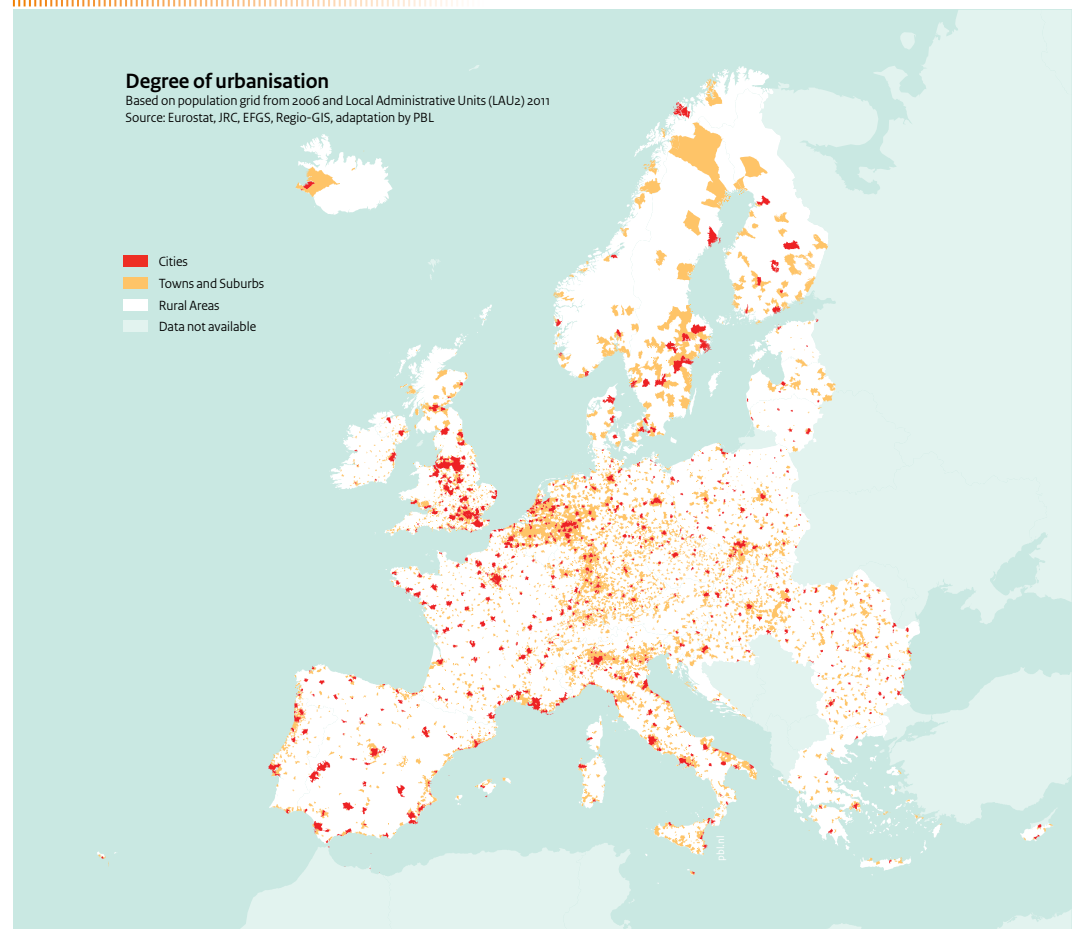 Degree of urbanisation
Based on population grid from 2006 and Local Administrative Units (LAU2) 2011
Source: Eurostat, JRC, EFGS, Regio-GIS, adaptation by PBL
Cities
Towns and Suburbs
Rural Areas
Data not available
pbl.nl